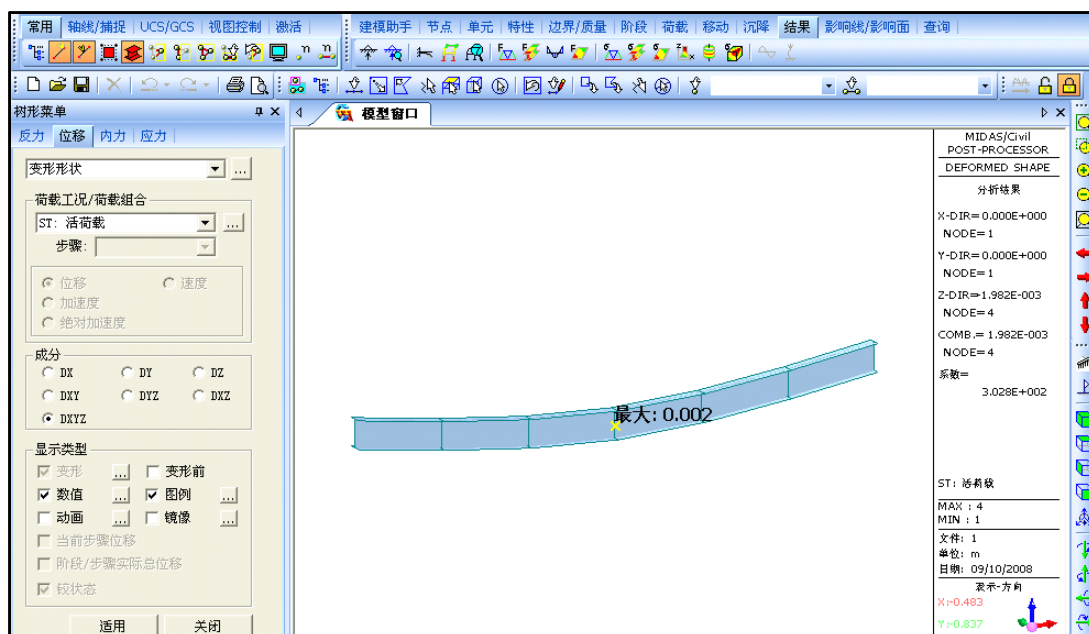 常用 轴线/捕捉 UCS/GCS 视图控制 激活 建模助手 节点 单元 特性 边界/质量 阶段 荷载 移动 沉降 结果 影响线/影响面 查询
树形菜单
模型窗口
反力 位移 内力 应力
变形形状 ...
荷载工况/荷载组合
ST: 活荷载 ...
步骤:
位移 速度
加速度
绝对加速度
成分
DX DY DZ
DXY DYZ DXZ
DXYZ
显示类型
变形 ... 变形前
数值 ... 图例 ...
动画 ... 镜像 ...
当前步骤位移
阶段/步骤实际总位移
铰状态
适用 关闭
最大: 0.002
MIDAS/Civil
POST-PROCESSOR
DEFORMED SHAPE
分析结果
X-DIR= 0.000E+000
NODE= 1
Y-DIR= 0.000E+000
NODE= 1
Z-DIR=-1.982E-003
NODE= 4
COMB.= 1.982E-003
NODE= 4
系数=
3.028E+002
ST: 活荷载
MAX : 4
MIN : 1
文件: 1
单位: m
日期: 09/10/2008
表示-方向
X:-0.483
Y:-0.837